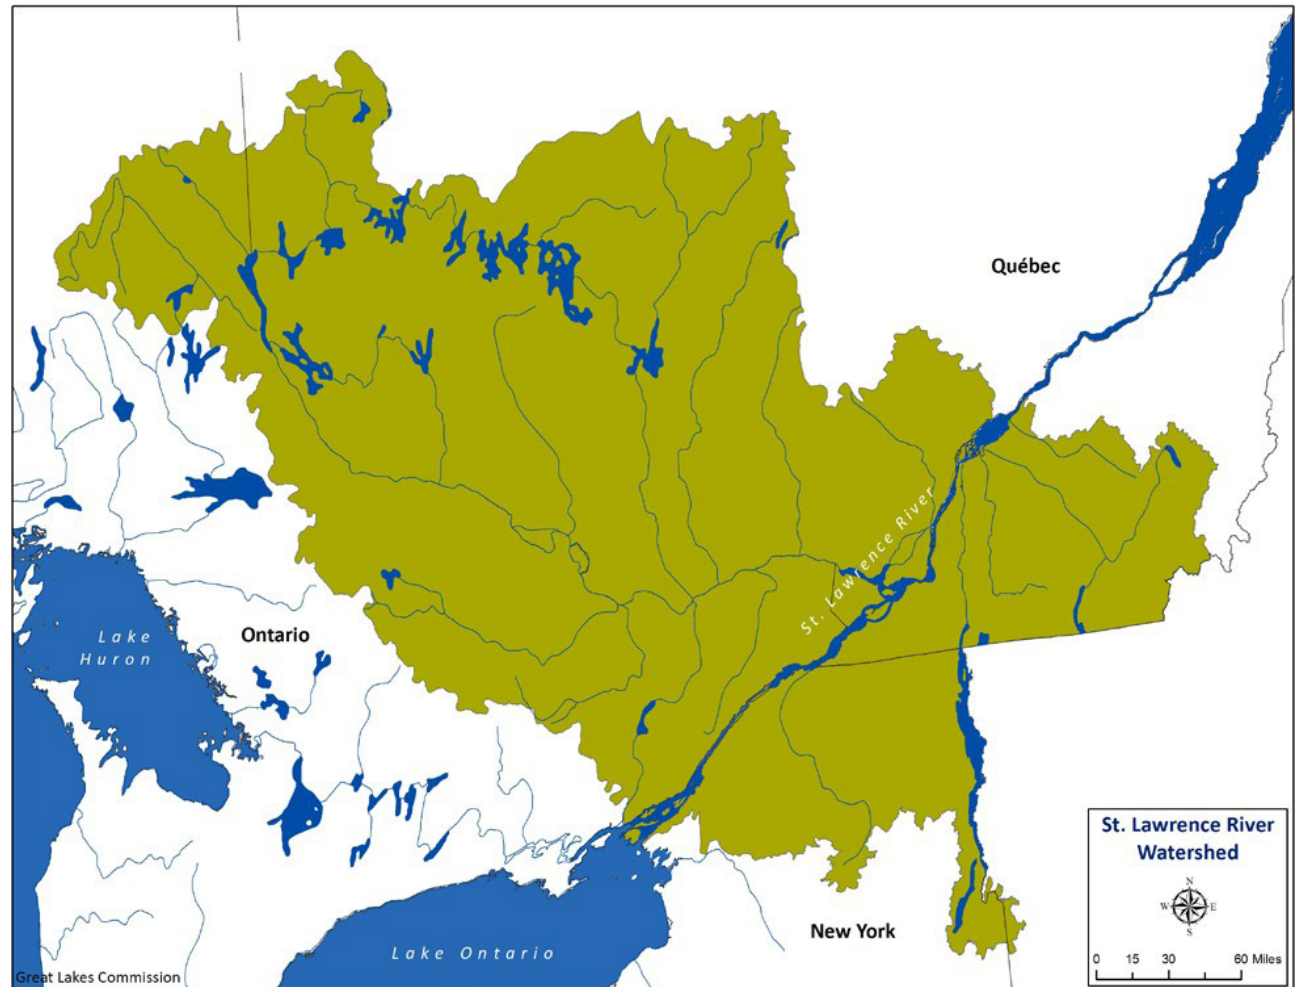 Québec
St. Lawrence River
Lake
Huron
Ontario
St. Lawrence River
Watershed
N
W E
S
0 15 30 60 Miles
New York
Lake Ontario
Great Lakes Commission